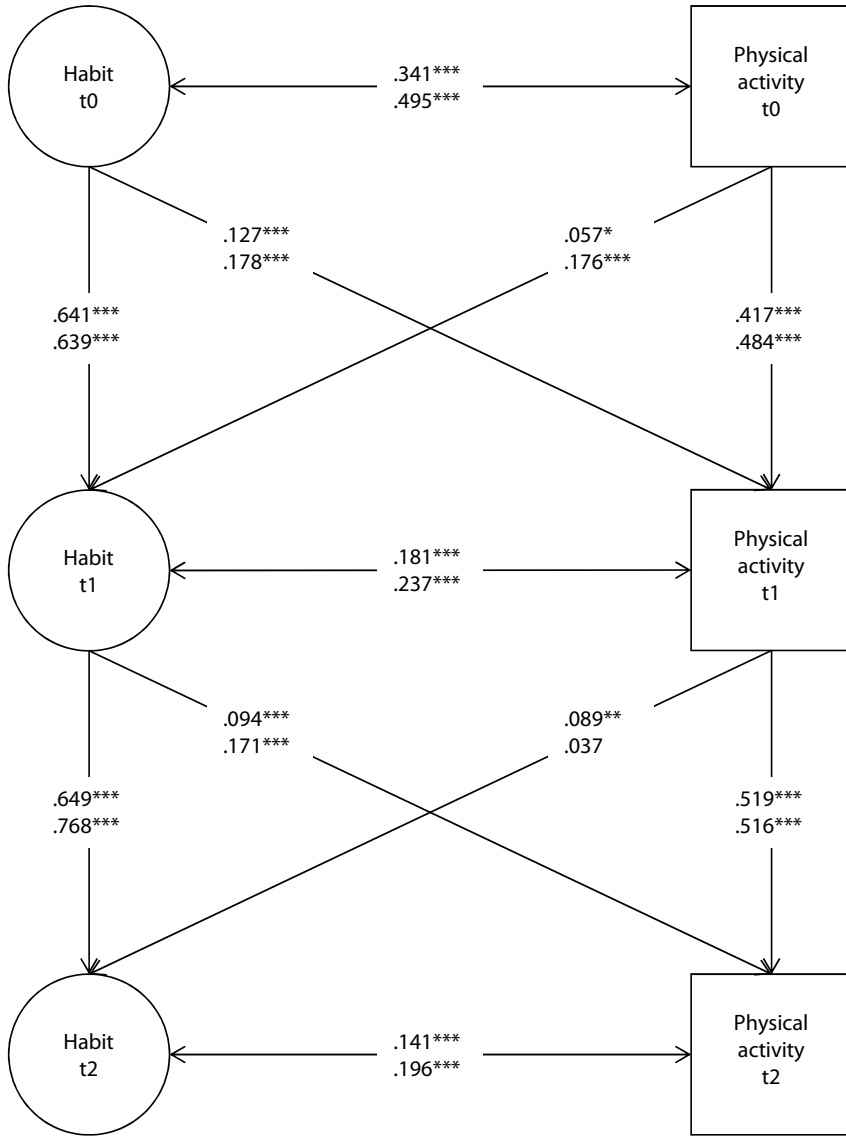 Habit
t0
.341***
.495***
Physical
activity
t0
.127***
.178***
.057*
.176***
.641***
.639***
.417***
.484***
Habit
t1
.181***
.237***
Physical
activity
t1
.094***
.171***
.089**
.037
.649***
.768***
.519***
.516***
Habit
t2
.141***
.196***
Physical
activity
t2